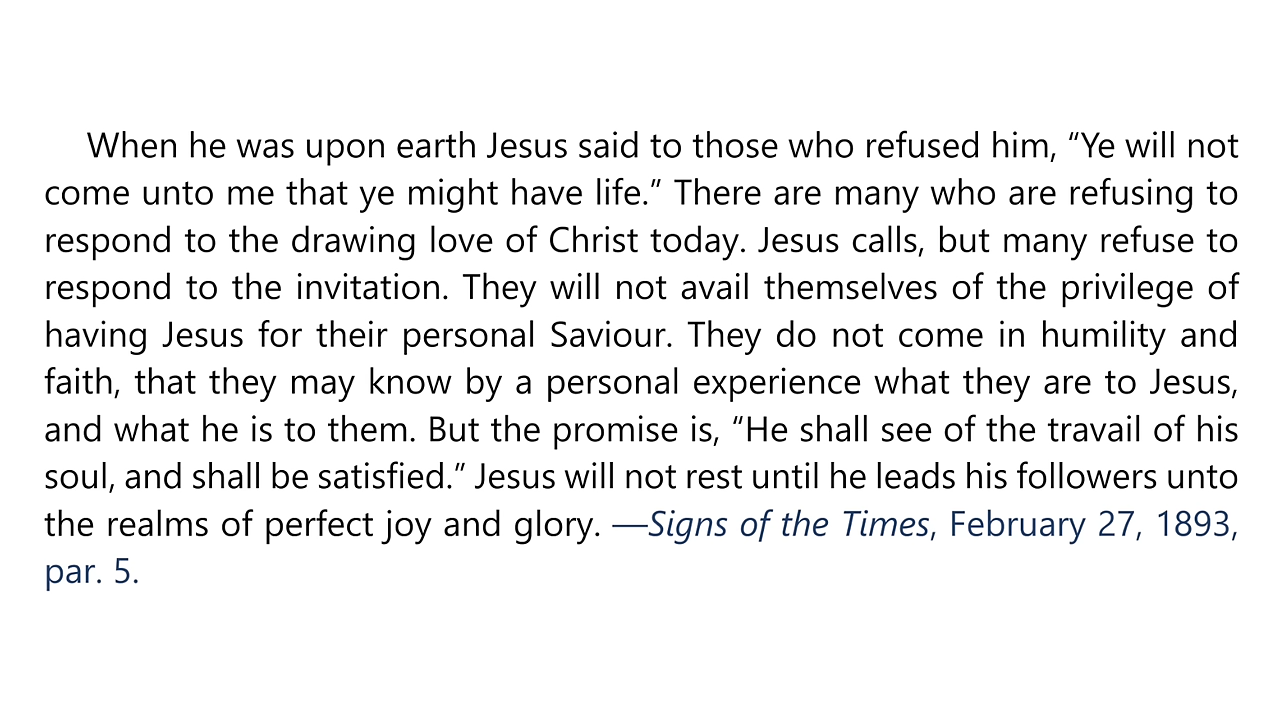 When he was upon earth Jesus said to those who refused him, “Ye will not
come unto me that ye might have life.” There are many who are refusing to
respond to the drawing love of Christ today. Jesus calls, but many refuse to
respond to the invitation. They will not avail themselves of the privilege of
having Jesus for their personal Saviour. They do not come in humility and
faith, that they may know by a personal experience what they are to Jesus,
and what he is to them. But the promise is, “He shall see of the travail of his
soul, and shall be satisfied.” Jesus will not rest until he leads his followers unto
the realms of perfect joy and glory. —Signs of the Times, February 27, 1893,
par. 5.